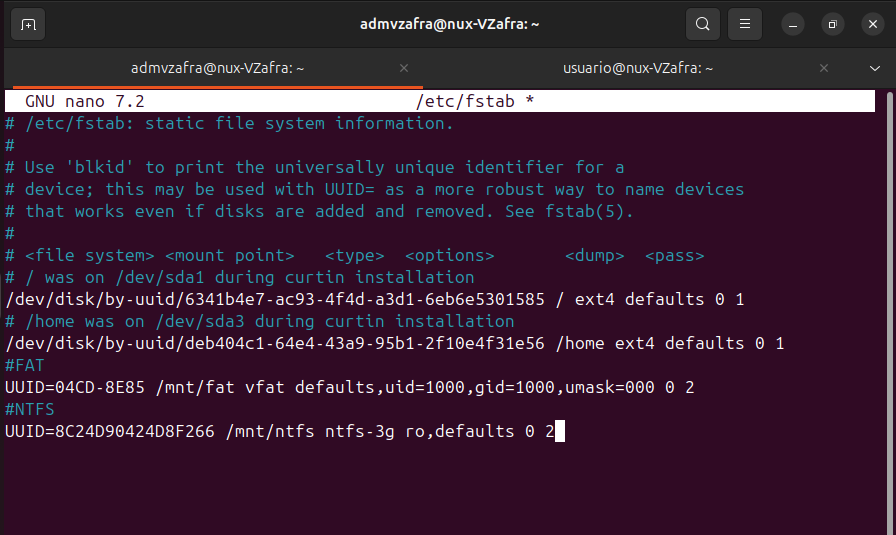 admvzafra@nux-VZafra: ~
admvzafra@nux-VZafra: ~
usuario@nux-VZafra: ~
GNU nano 7.2 /etc/fstab *
# /etc/fstab: static file system information.
#
# Use 'blkid' to print the universally unique identifier for a
# device; this may be used with UUID= as a more robust way to name devices
# that works even if disks are added and removed. See fstab(5).
#
# <file system> <mount point>   <type>  <options>       <dump>  <pass>
# / was on /dev/sda1 during curtin installation
/dev/disk/by-uuid/6341b4e7-ac93-4f4d-a3d1-6eb6e5301585 / ext4 defaults 0 1
# /home was on /dev/sda3 during curtin installation
/dev/disk/by-uuid/deb404c1-64e4-43a9-95b1-2f10e4f31e56 /home ext4 defaults 0 1
#FAT
UUID=04CD-8E85 /mnt/fat vfat defaults,uid=1000,gid=1000,umask=000 0 2
#NTFS
UUID=8C24D90424D8F266 /mnt/ntfs ntfs-3g ro,defaults 0 2